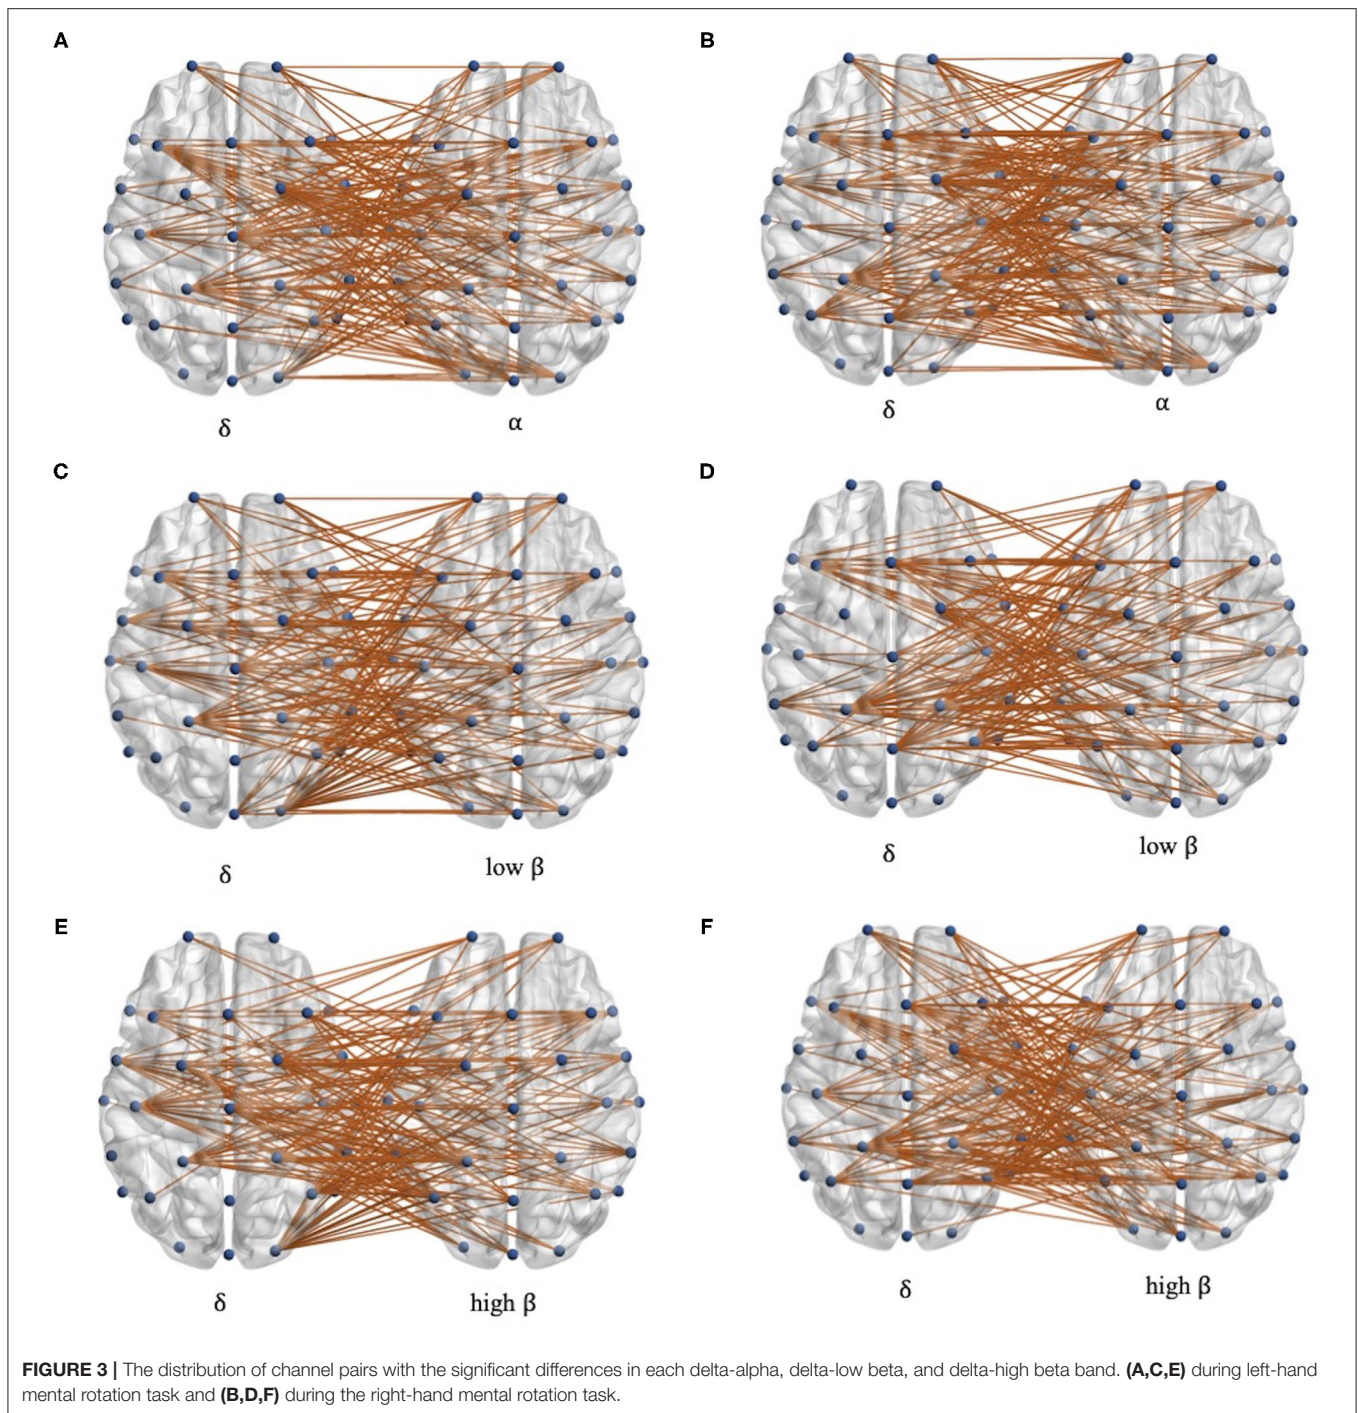 A
B
δ
α
δ
α
C
D
δ
low β
δ
low β
E
F
δ
high β
δ
high β
FIGURE 3 | The distribution of channel pairs with the significant differences in each delta-alpha, delta-low beta, and delta-high beta band. (A,C,E) during left-hand
mental rotation task and (B,D,F) during the right-hand mental rotation task.